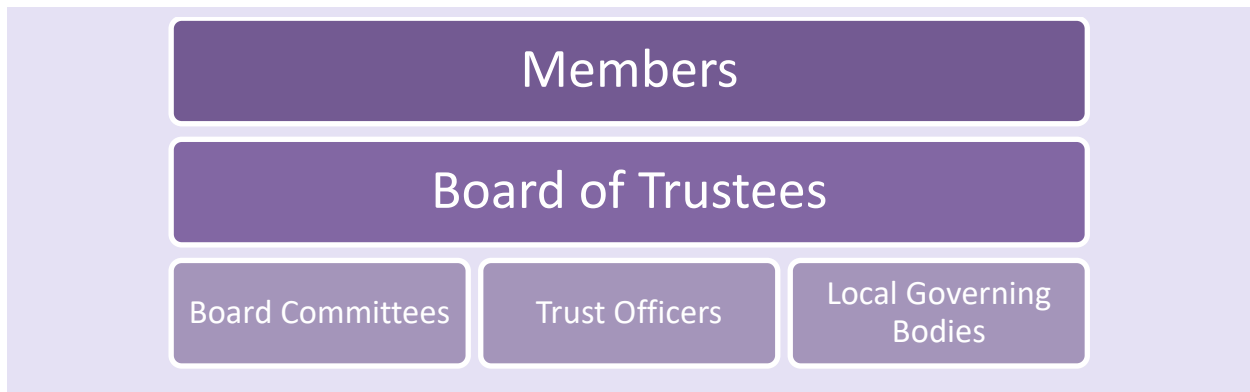 Members
Board of Trustees
Board Committees
Trust Officers
Local Governing
Bodies